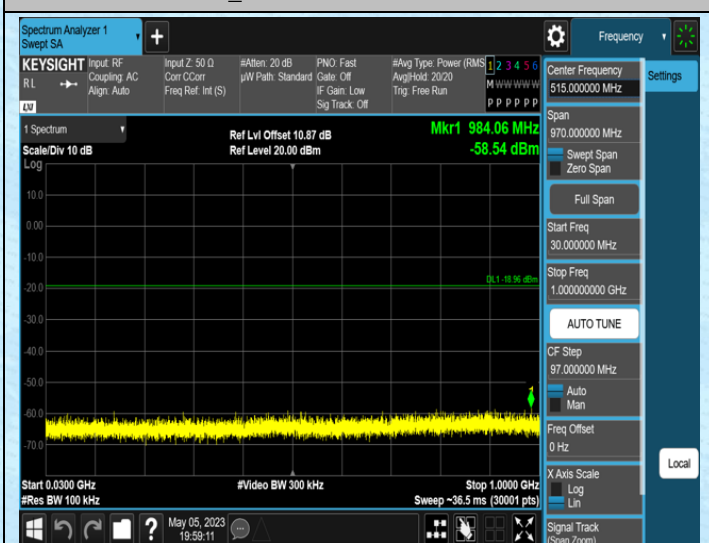 Spectrum Analyzer 1
Swept SA
Frequency
KEYSIGHT
RL
LXI
Input: RF
Coupling: AC
Align: Auto
Input Z: 50 Ω
Corr CCorr
Freq Ref: Int (S)
#Atten: 20 dB
µW Path: Standard
PNO: Fast
Gate: Off
IF Gain: Low
Sig Track: Off
#Avg Type: Power (RMS
Avg|Hold: 20/20
Trig: Free Run
1 2 3 4 5 6
M W W W W W
P P P P P P
Center Frequency
515.000000 MHz
Settings
Span
970.000000 MHz
Swept Span
Zero Span
Full Span
Start Freq
30.000000 MHz
Stop Freq
1.000000000 GHz
AUTO TUNE
CF Step
97.000000 MHz
Auto
Man
Freq Offset
0 Hz
X Axis Scale
Log
Lin
Signal Track
(Span Zoom)
Local
1 Spectrum
Scale/Div 10 dB
Log
Ref Lvl Offset 10.87 dB
Ref Level 20.00 dBm
Mkr1 984.06 MHz
-58.54 dBm
10.0
0.00
-10.0
-20.0
-30.0
-40.0
-50.0
-60.0
-70.0
DL1 -18.96 dBm
1
Start 0.0300 GHz
#Res BW 100 kHz
#Video BW 300 kHz
Stop 1.0000 GHz
Sweep ~36.5 ms (30001 pts)
?
May 05, 2023
19:59:11